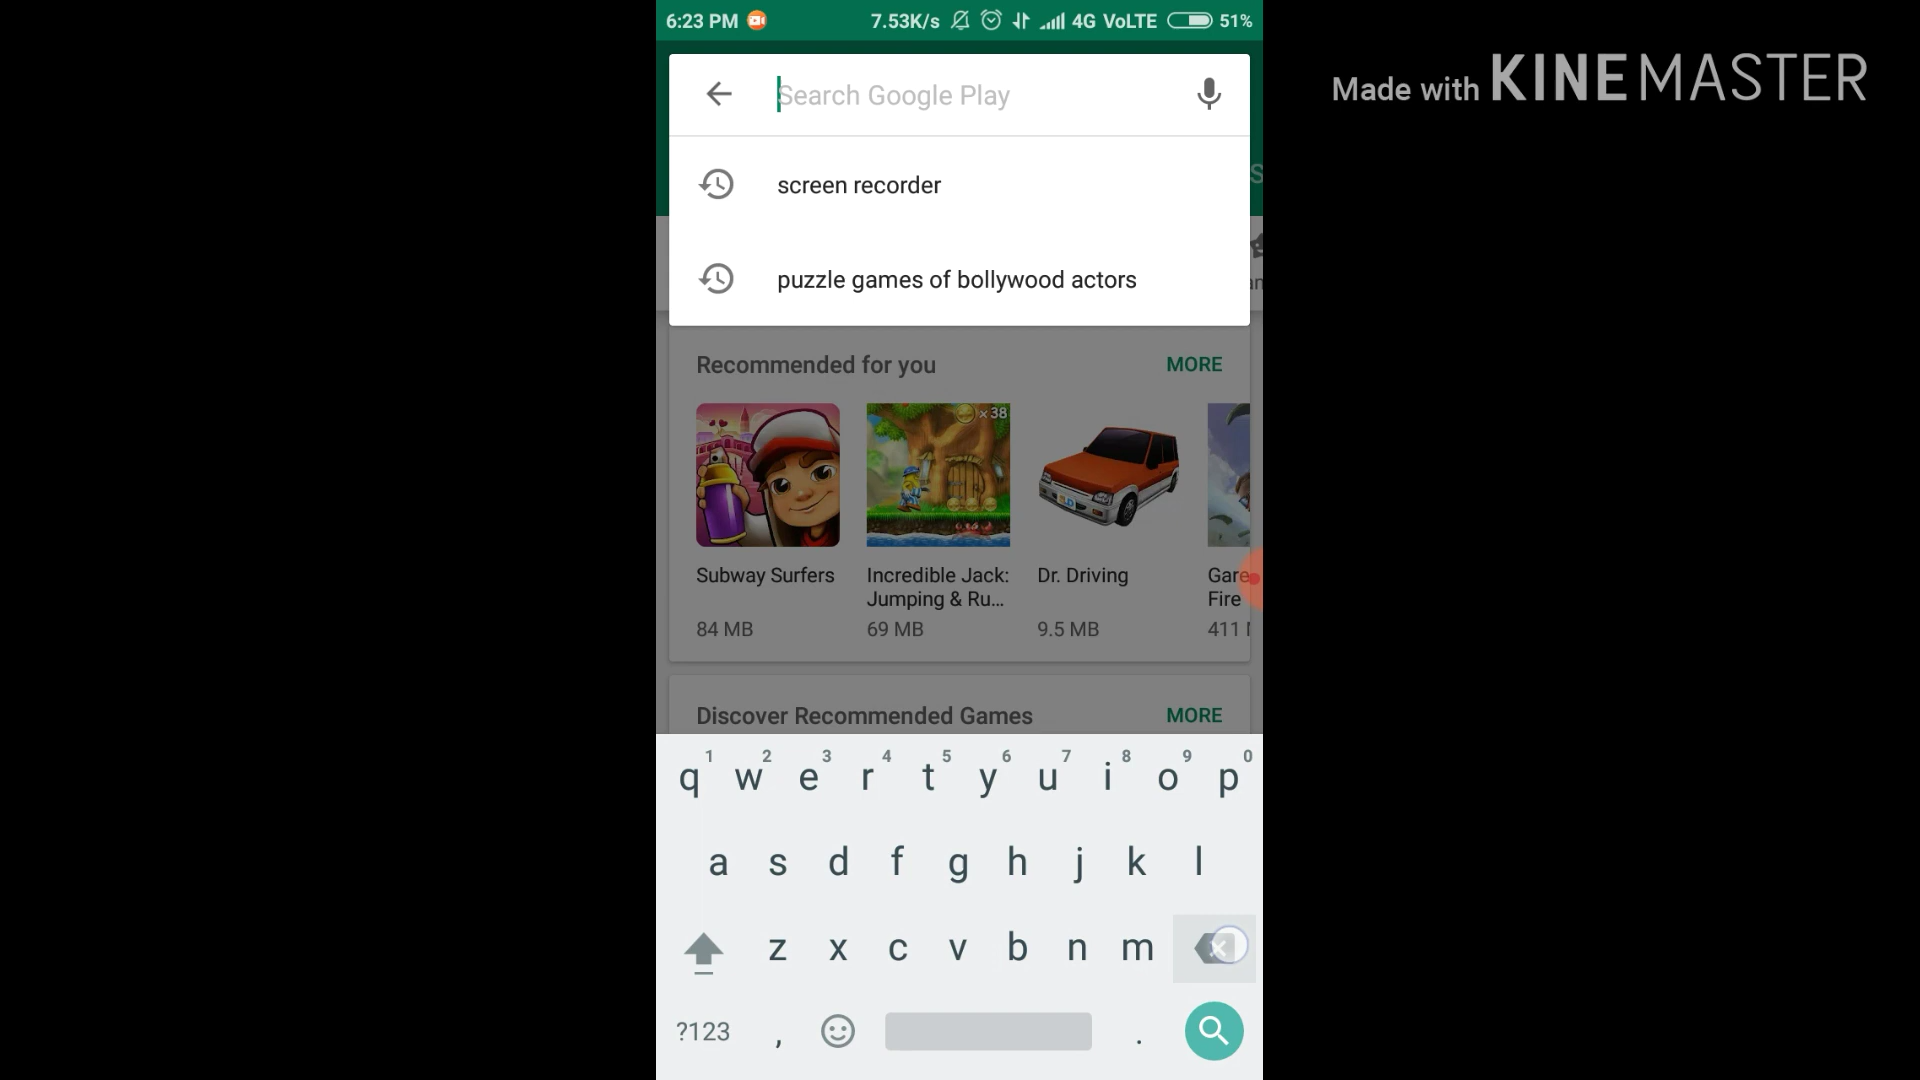 6:23 PM 7.53K/s 4G VoLTE 51%
Made with KINEMASTER
Search Google Play
screen recorder
puzzle games of bollywood actors
Recommended for you MORE
×38
Subway Surfers Incredible Jack: Dr. Driving Gare
Jumping & Ru... Fire
84 MB 69 MB 9.5 MB 411
Discover Recommended Games MORE
1 2 3 4 5 6 7 8 9 0
q w e r t y u i o p
a s d f g h j k l
z x c v b n m
?123 , .